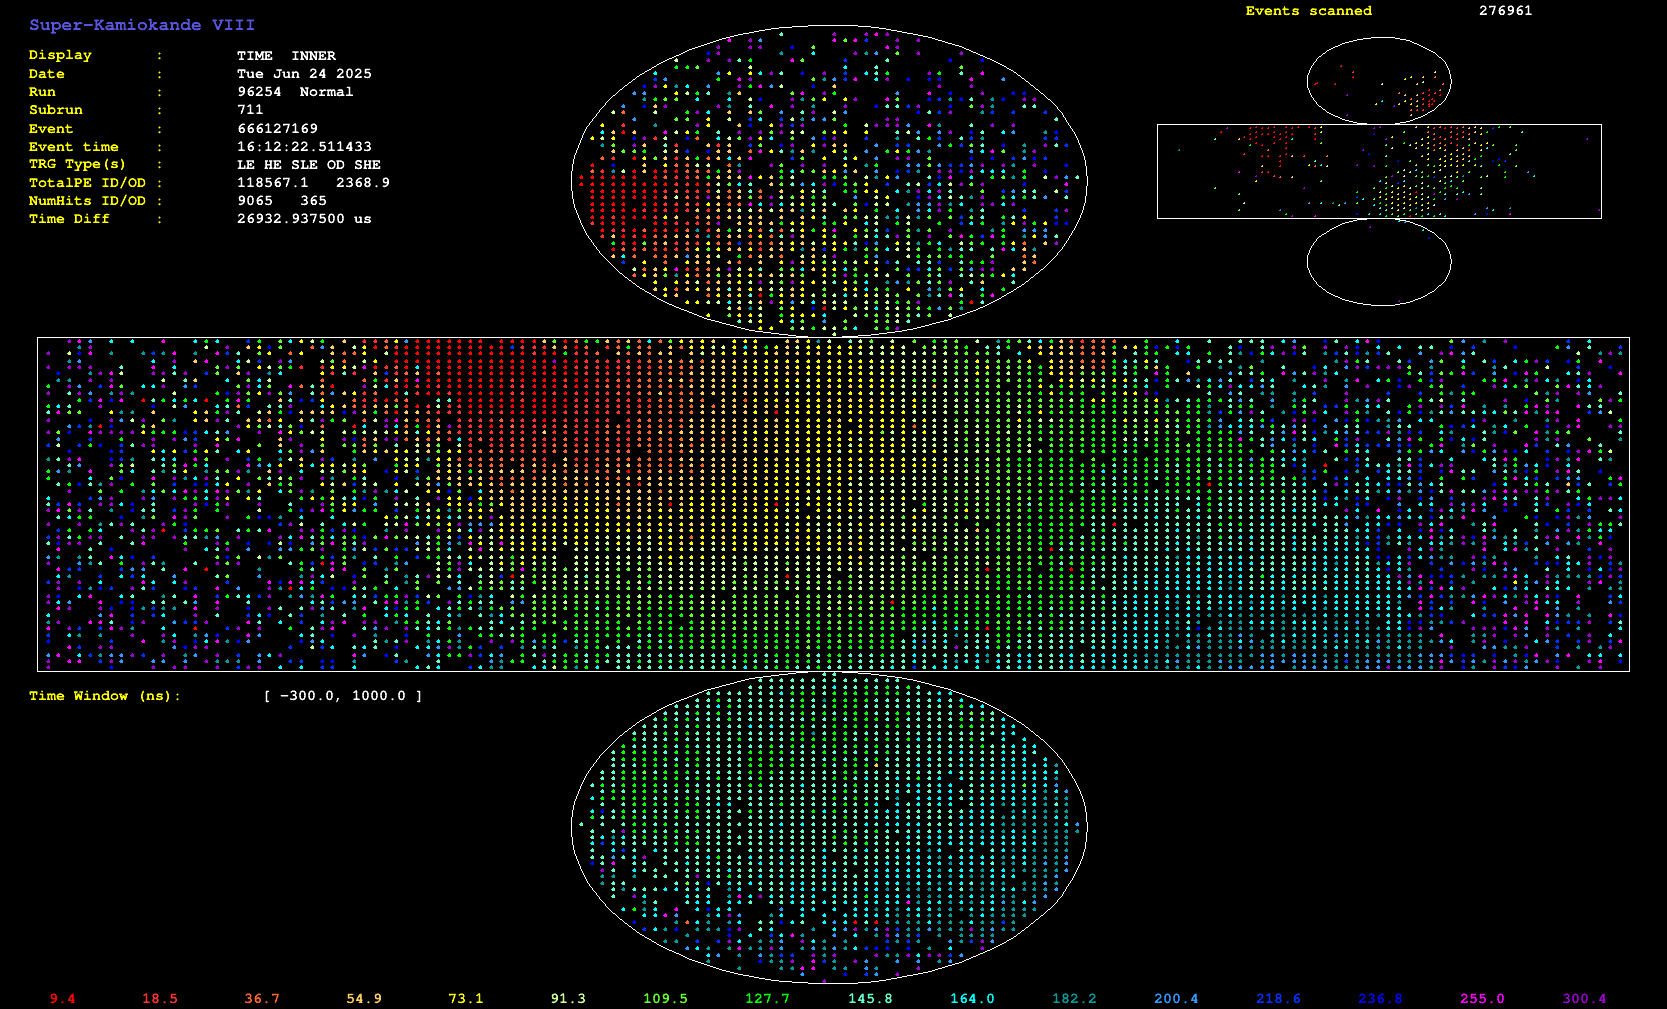 Super-Kamiokande VIII
Events scanned 276961
Display : TIME INNER
Date : Tue Jun 24 2025
Run : 96254 Normal
Subrun : 711
Event : 666127169
Event time : 16:12:22.511433
TRG Type(s) : LE HE SLE OD SHE
TotalPE ID/OD : 118567.1 2368.9
NumHits ID/OD : 9065 365
Time Diff : 26932.937500 us
Time Window (ns): [ -300.0, 1000.0 ]
9.4 18.5 36.7 54.9 73.1 91.3 109.5 127.7 145.8 164.0 182.2 200.4 218.6 236.8 255.0 300.4